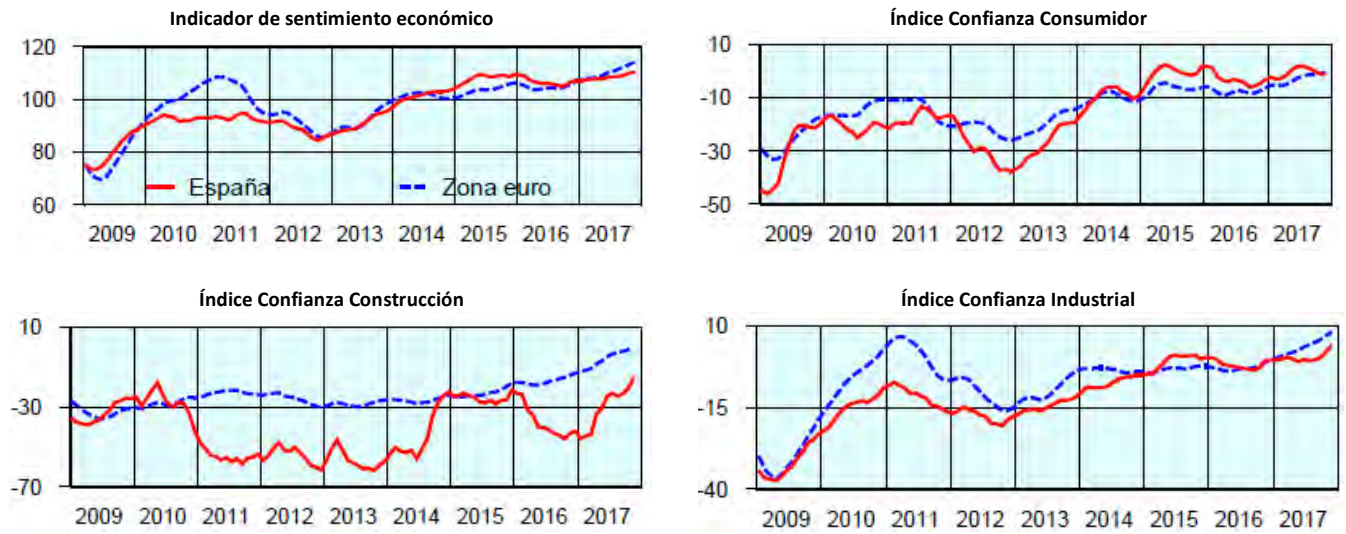 Indicador de sentimiento económico
120
100
80
60
España
Zona euro
2009 2010 2011 2012 2013 2014 2015 2016 2017
Índice Confianza Consumidor
10
-10
-30
-50
2009 2010 2011 2012 2013 2014 2015 2016 2017
Índice Confianza Construcción
10
-30
-70
2009 2010 2011 2012 2013 2014 2015 2016 2017
Índice Confianza Industrial
10
-15
-40
2009 2010 2011 2012 2013 2014 2015 2016 2017